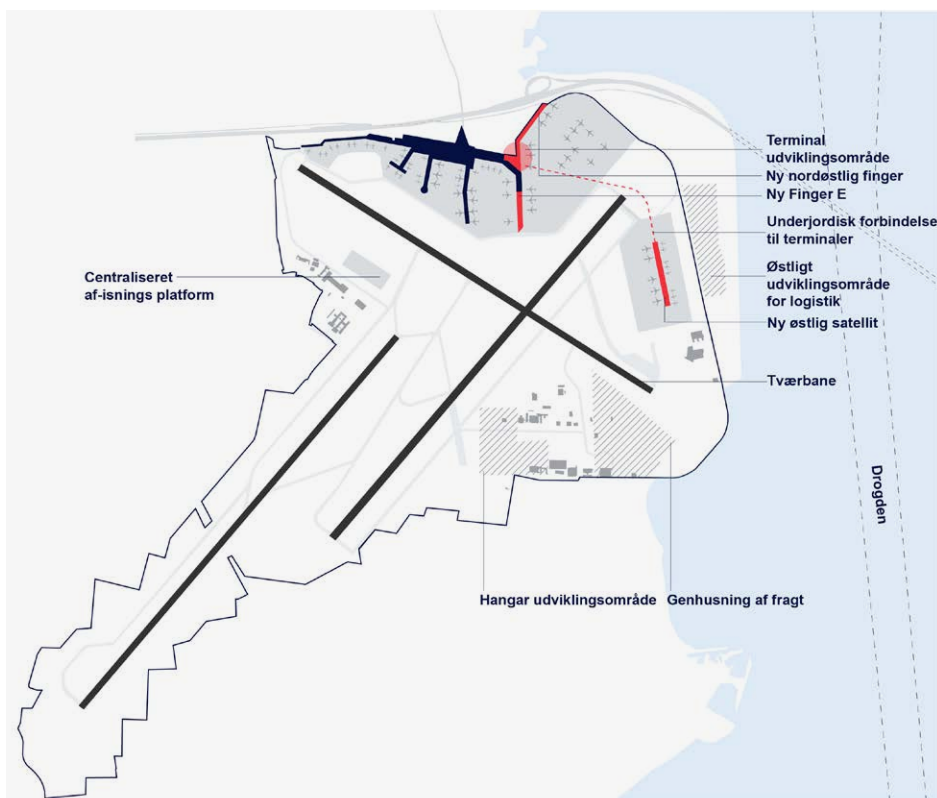 Terminal
udviklingsområde
Ny nordøstlig finger
Ny Finger E
Underjordisk forbindelse
til terminaler
Østligt
udviklingsområde
for logistik
Ny østlig satellit
Centraliseret
af-isnings platform
Tværbane
Drogden
Hangar udviklingsområde
Genhusning af fragt